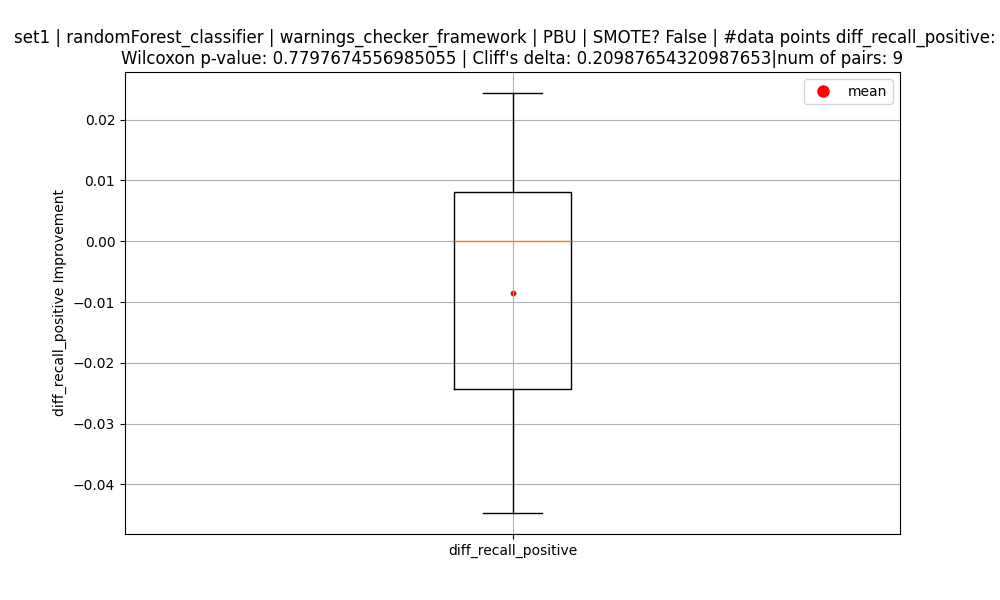 set1 | randomForest_classifier | warnings_checker_framework | PBU | SMOTE? False | #data points diff_recall_positive:
Wilcoxon p-value: 0.7797674556985055 | Cliff's delta: 0.20987654320987653|num of pairs: 9
mean
0.02
0.01
0.00
−0.01
−0.02
−0.03
−0.04
diff_recall_positive Improvement
diff_recall_positive